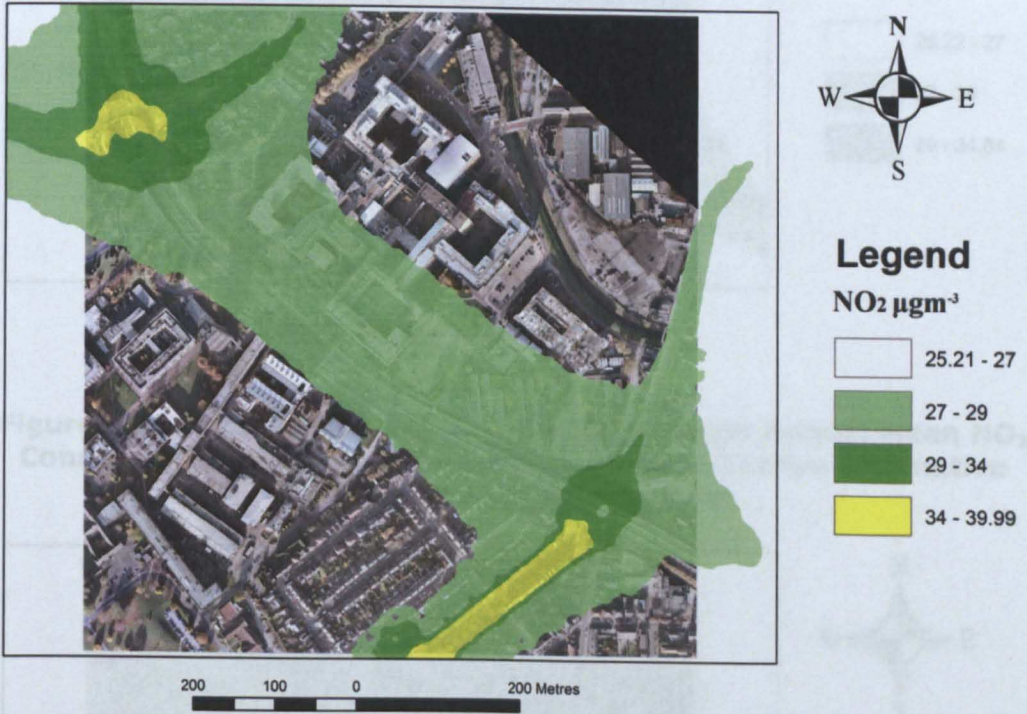 N
W E
S
Legend
NO₂ µgm⁻³
25.21 - 27
27 - 29
29 - 34
34 - 39.99
200 100 0 200 Metres